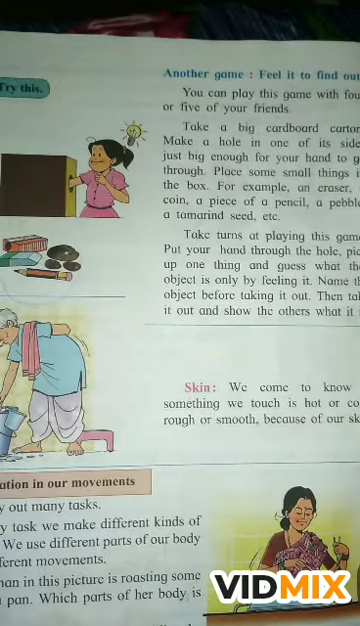 Try this.
Another game : Feel it to find out
You can play this game with four
or five of your friends.
Take a big cardboard carton
Make a hole in one of its side
just big enough for your hand to g
through. Place some small things i
the box. For example, an eraser,
coin, a piece of a pencil, a pebble
a tamarind seed, etc.
Take turns at playing this game
Put your hand through the hole, pic
up one thing and guess what the
object is only by feeling it. Name th
object before taking it out. Then tak
it out and show the others what it i
Skin: We come to know
something we touch is hot or co
rough or smooth, because of our sk
ation in our movements
y out many tasks.
y task we make different kinds of
We use different parts of our body
fferent movements.
man in this picture is roasting some
pan. Which parts of her body is
VIDMIX